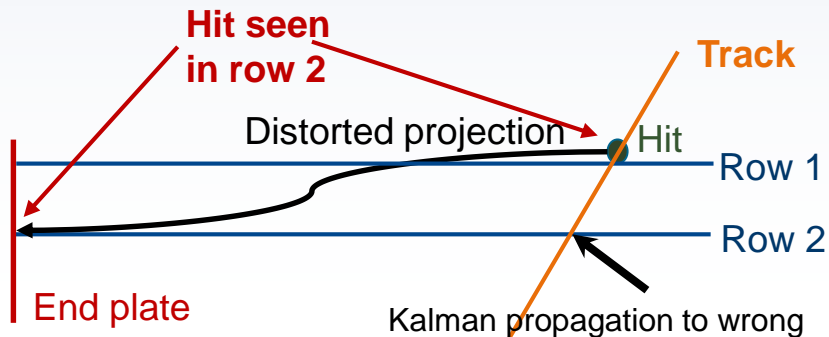 Hit seen
in row 2
Track
Distorted projection
Hit
Row 1
Row 2
End plate
Kalman propagation to wrong